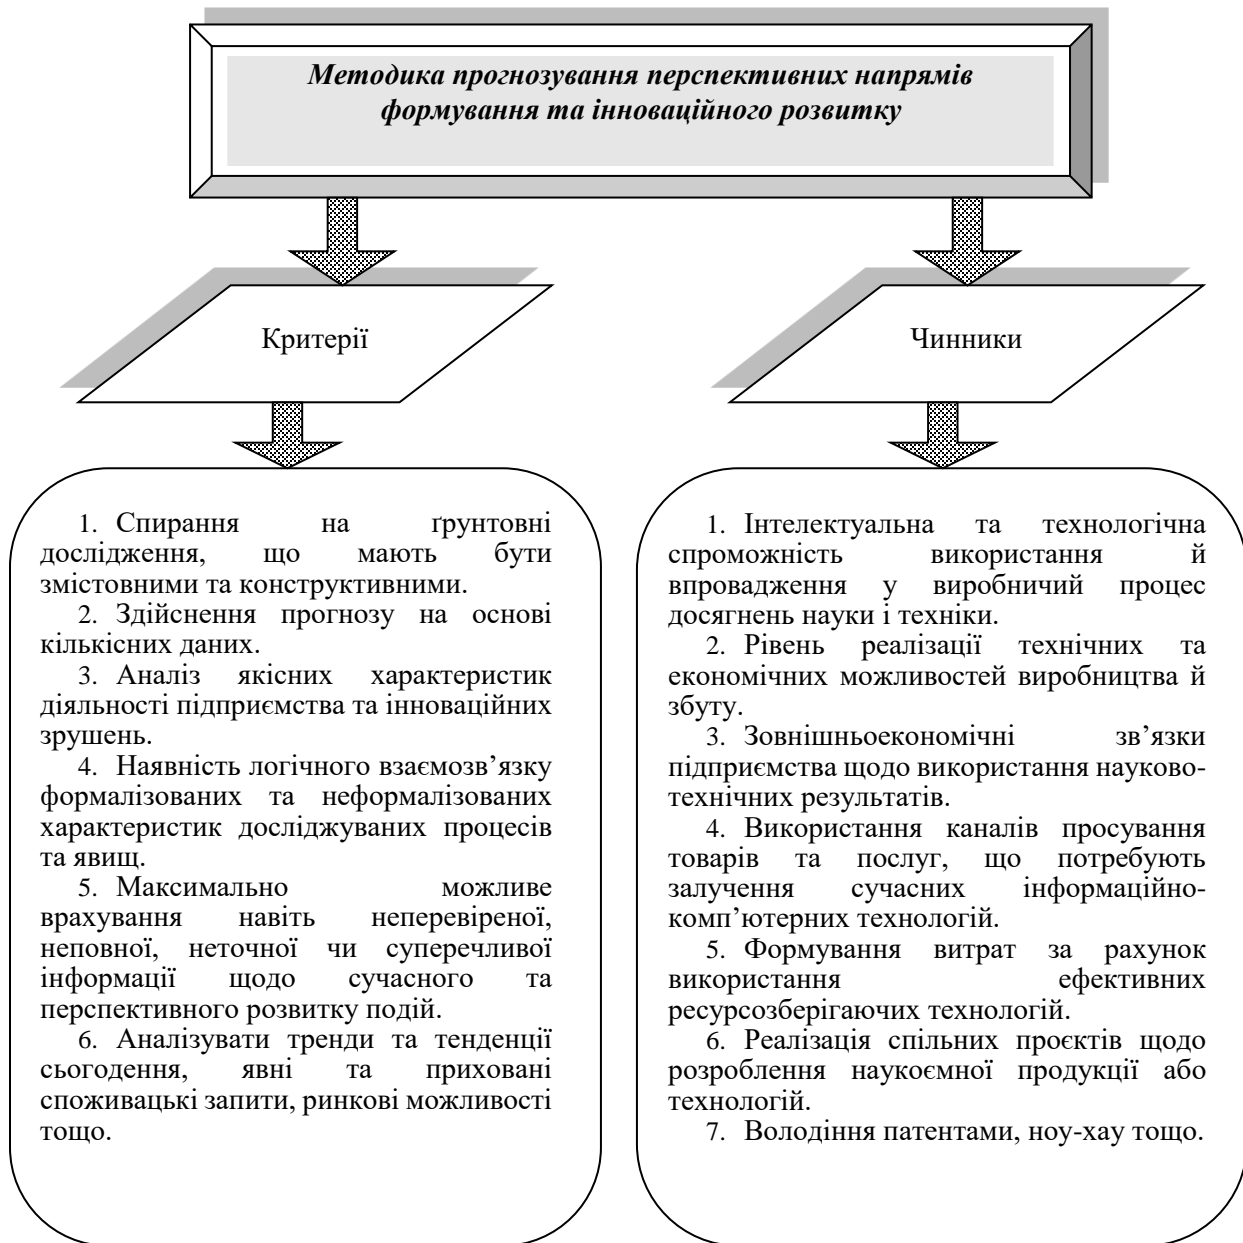 Методика прогнозування перспективних напрямів
формування та інноваційного розвитку
Критерії
Чинники
1. Спирання на ґрунтовні
дослідження, що мають бути
змістовними та конструктивними.
2. Здійснення прогнозу на основі
кількісних даних.
3. Аналіз якісних характеристик
діяльності підприємства та інноваційних
зрушень.
4. Наявність логічного взаємозв’язку
формалізованих та неформалізованих
характеристик досліджуваних процесів
та явищ.
5. Максимально можливе
врахування навіть неперевіреної,
неповної, неточної чи суперечливої
інформації щодо сучасного та
перспективного розвитку подій.
6. Аналізувати тренди та тенденції
сьогодення, явні та приховані
споживацькі запити, ринкові можливості
тощо.
1. Інтелектуальна та технологічна
спроможність використання й
впровадження у виробничий процес
досягнень науки і техніки.
2. Рівень реалізації технічних та
економічних можливостей виробництва й
збуту.
3. Зовнішньоекономічні зв’язки
підприємства щодо використання науково-
технічних результатів.
4. Використання каналів просування
товарів та послуг, що потребують
залучення сучасних інформаційно-
комп’ютерних технологій.
5. Формування витрат за рахунок
використання ефективних
ресурсозберігаючих технологій.
6. Реалізація спільних проєктів щодо
розроблення наукоємної продукції або
технологій.
7. Володіння патентами, ноу-хау тощо.